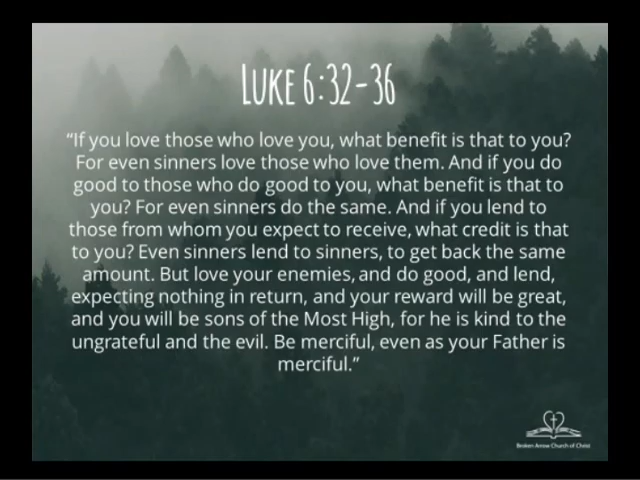 LUKE 6:32-36
“If you love those who love you, what benefit is that to you?
For even sinners love those who love them. And if you do
good to those who do good to you, what benefit is that to
you? For even sinners do the same. And if you lend to
those from whom you expect to receive, what credit is that
to you? Even sinners lend to sinners, to get back the same
amount. But love your enemies, and do good, and lend,
expecting nothing in return, and your reward will be great,
and you will be sons of the Most High, for he is kind to the
ungrateful and the evil. Be merciful, even as your Father is
merciful.”
Broken Arrow Church of Christ